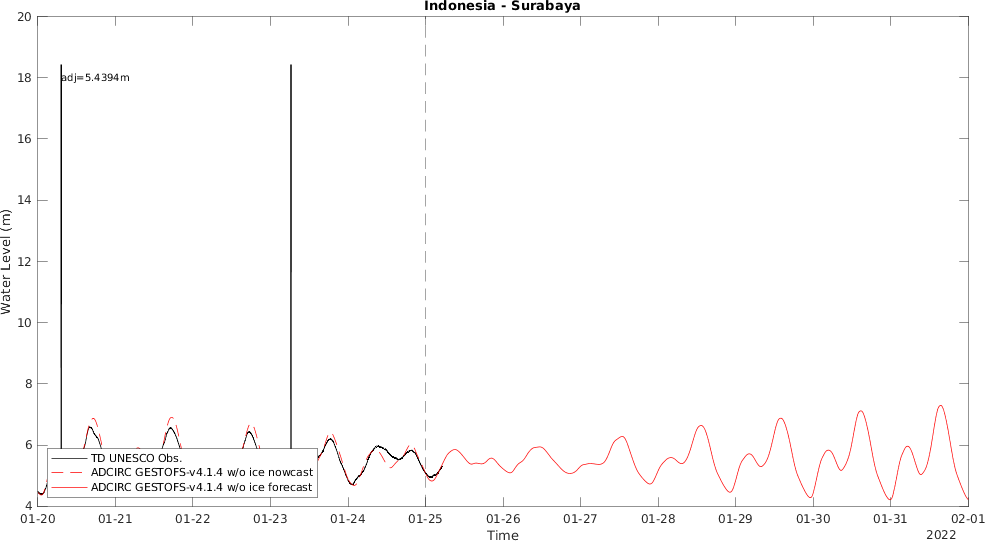 Indonesia - Surabaya
20
18
16
14
12
10
8
6
4
Water Level (m)
adj=5.4394m
TD UNESCO Obs.
ADCIRC GESTOFS-v4.1.4 w/o ice nowcast
ADCIRC GESTOFS-v4.1.4 w/o ice forecast
01-20 01-21 01-22 01-23 01-24 01-25 01-26 01-27 01-28 01-29 01-30 01-31 02-01
Time
2022